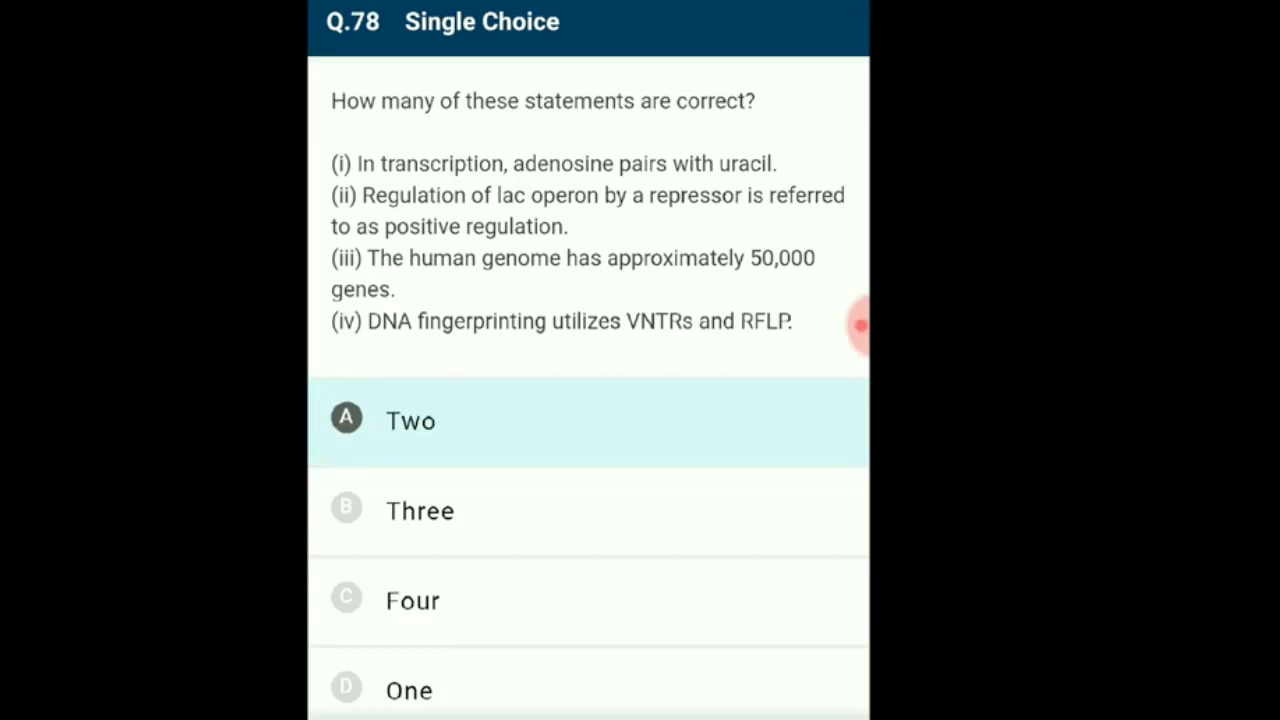 Q.78 Single Choice
How many of these statements are correct?
(i) In transcription, adenosine pairs with uracil.
(ii) Regulation of lac operon by a repressor is referred
to as positive regulation.
(iii) The human genome has approximately 50,000
genes.
(iv) DNA fingerprinting utilizes VNTRs and RFLP.
A Two
B Three
C Four
D One